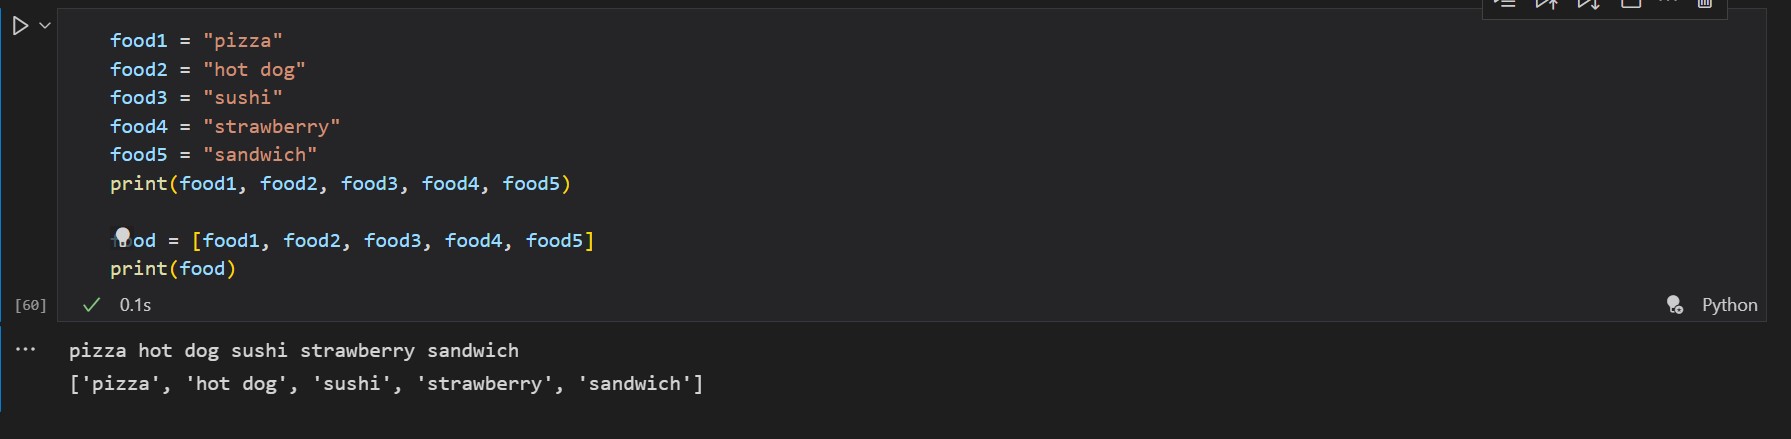 food1 = "pizza"
food2 = "hot dog"
food3 = "sushi"
food4 = "strawberry"
food5 = "sandwich"
print(food1, food2, food3, food4, food5)
food = [food1, food2, food3, food4, food5]
print(food)
[60] 0.1s Python
pizza hot dog sushi strawberry sandwich
['pizza', 'hot dog', 'sushi', 'strawberry', 'sandwich']